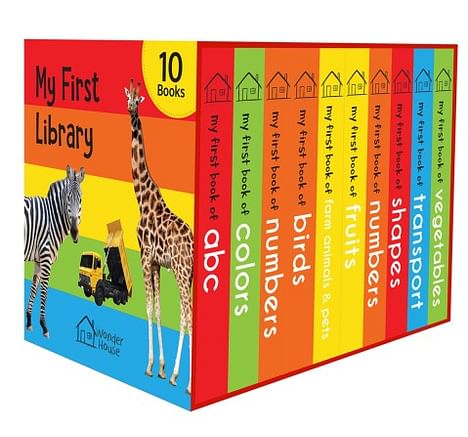 My First
Library
10
Books
Wonder
House
my first book of abc
my first book of colors
my first book of numbers
my first book of birds
my first book of farm animals & pets
my first book of fruits
my first book of numbers
my first book of shapes
my first book of transport
my first book of vegetables